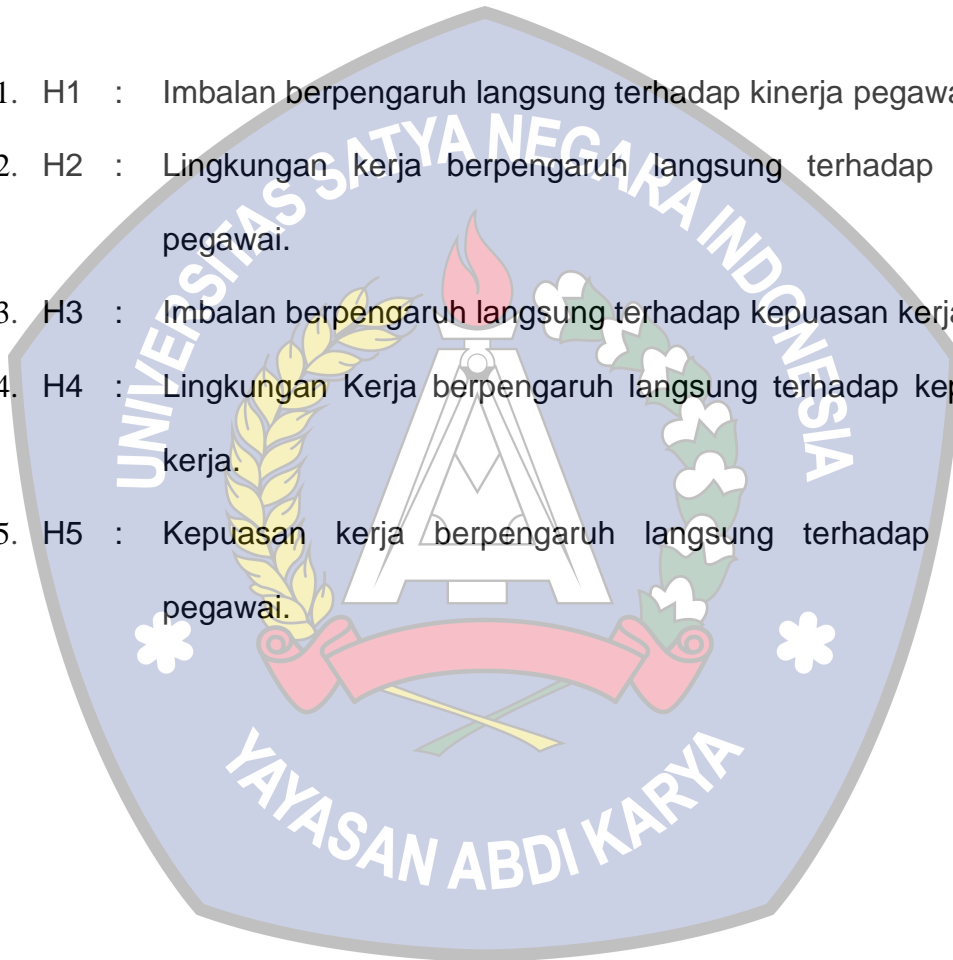 1. H1 : Imbalan berpengaruh langsung terhadap kinerja
2. H2 : Lingkungan kerja berpengaruh langsung terhadap
pegawai.
3. H3 : Imbalan berpengaruh langsung terhadap kepuasan kerja
4. H4 : Lingkungan Kerja berpengaruh langsung terhadap
kerja.
5. H5 : Kepuasan kerja berpengaruh langsung terhadap
pegawai.
UNIVERSITAS SATYA NEGARA INDONESIA
YAYASAN ABDI KARYA